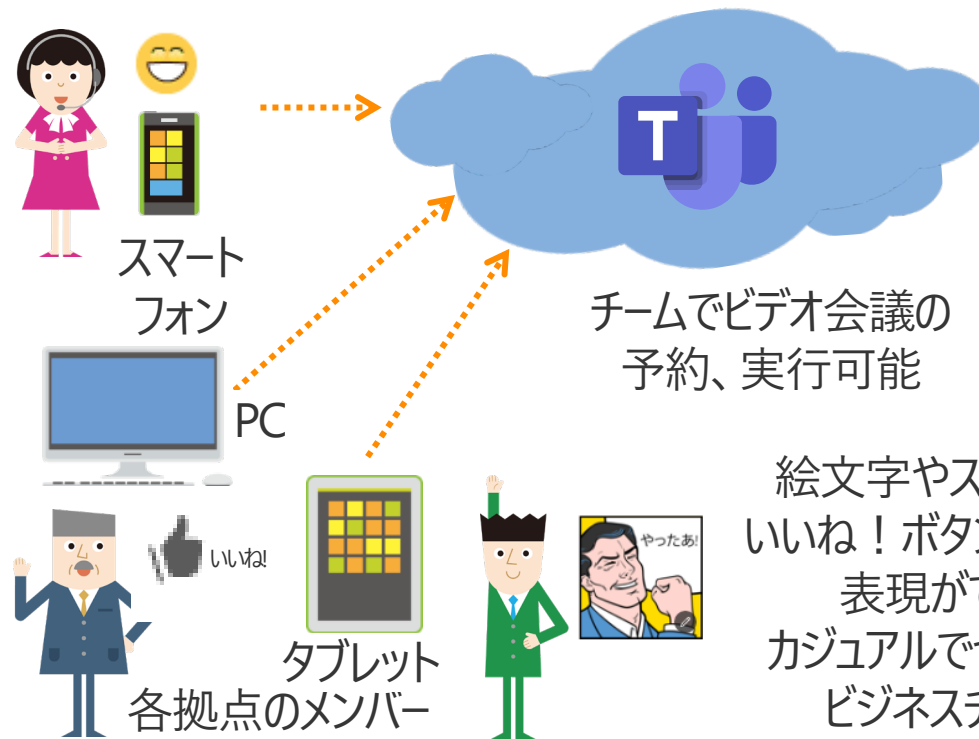 T
スマート
フォン
チームでビデオ会議の
予約、実行可能
PC
いいね!
やったあ!
絵文字やス
いいね！ボタン
表現がで
カジュアルで
ビジネスチ
タブレット
各拠点のメンバー